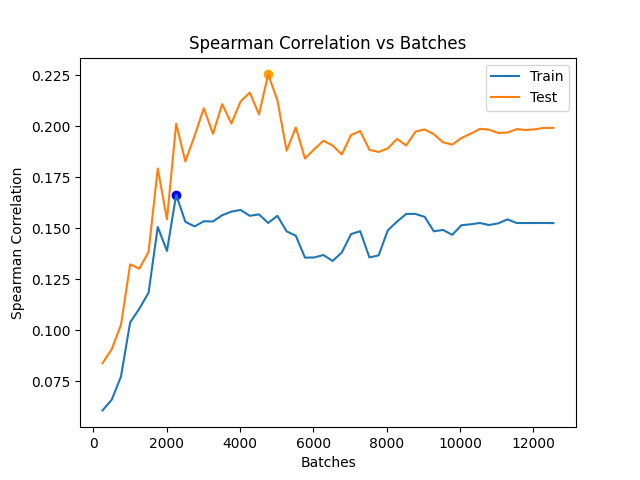 Spearman Correlation vs Batches
Train
Test
Spearman Correlation
0.225
0.200
0.175
0.150
0.125
0.100
0.075
0
2000
4000
6000
8000
10000
12000
Batches